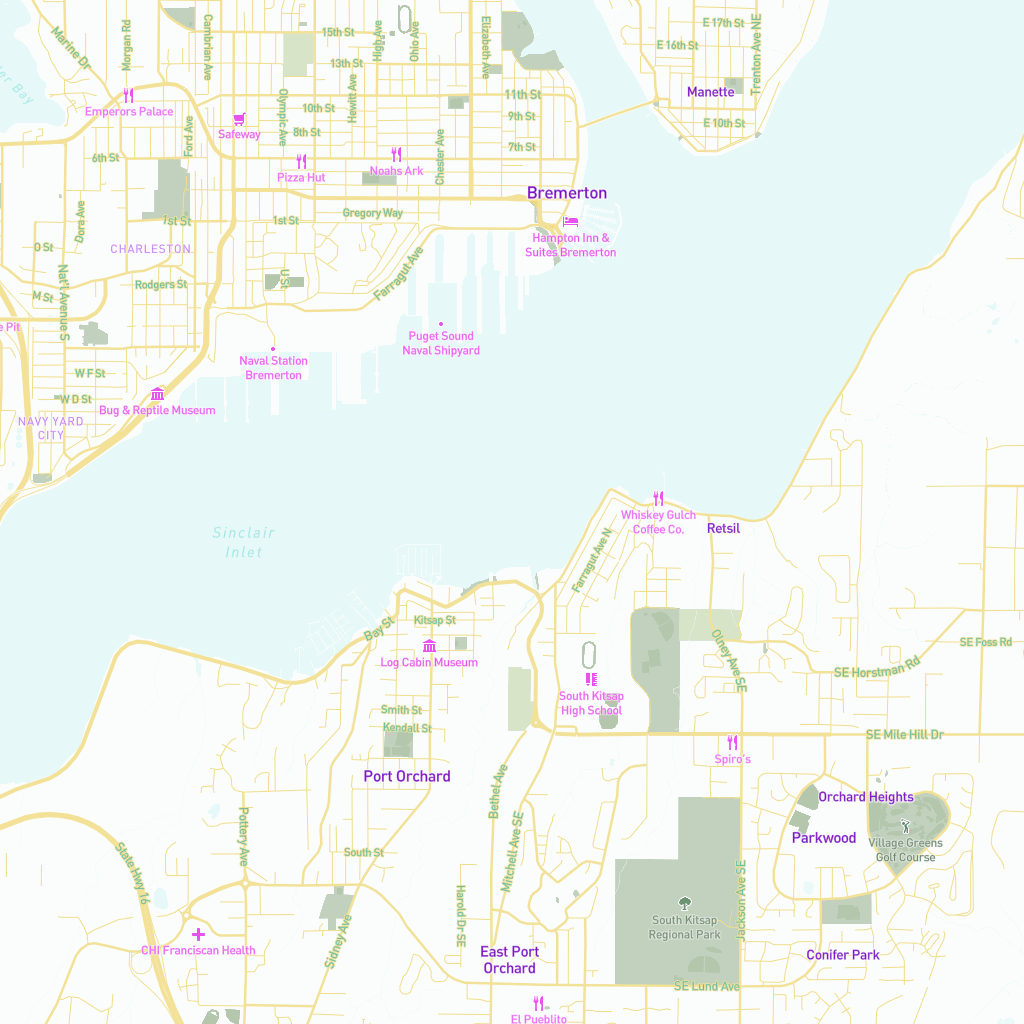 E 17th St
15th St
Cambrian Ave
High Ave
Ohio Ave
Elizabeth Ave
Trenton Ave NE
Morgan Rd
Marine Dr
E 16th St
13th St
Manette
Emperors Palace
Safeway
Olympic Ave
Hewitt Ave
10th St
11th St
9th St
8th St
7th St
E 10th St
Ford Ave
Chester Ave
6th St
Pizza Hut
Noahs Ark
Bremerton
Dora Ave
1st St
1st St
Gregory Way
Hampton Inn &
Suites Bremerton
O St
CHARLESTON
Nat'l Avenue S
M St
Rodgers St
U St
Farragut Ave
e Pit
Puget Sound
Naval Shipyard
Naval Station
Bremerton
W F St
W D St
Bug & Reptile Museum
NAVY YARD
CITY
Sinclair
Inlet
Whiskey Gulch
Coffee Co.
Retsil
Farragut Ave N
Bay St
Kitsap St
Log Cabin Museum
Olney Ave SE
SE Foss Rd
SE Horstman Rd
South Kitsap
High School
Smith St
Kendall St
SE Mile Hill Dr
Spiro's
Port Orchard
Bethel Ave
Mitchell Ave SE
Orchard Heights
Parkwood
Village Greens
Golf Course
Pottery Ave
State Hwy 16
South St
Harold Dr SE
Jackson Ave SE
South Kitsap
Regional Park
Sidney Ave
CHI Franciscan Health
East Port
Orchard
Conifer Park
SE Lund Ave
El Pueblito